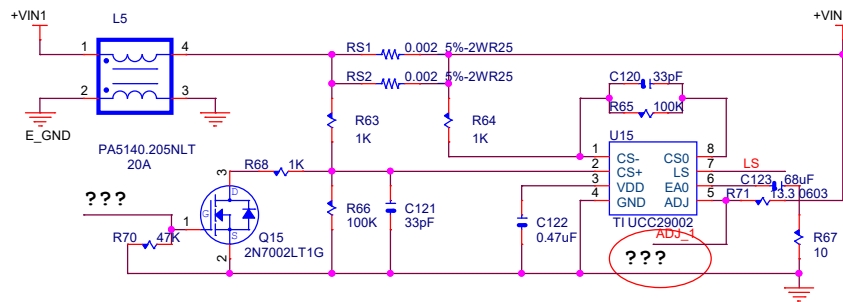 +VIN1
L5
+VIN
1
4
RS1
0.002 5%-2WR25
RS2
0.002 5%-2WR25
C120
33pF
2
3
R65
100K
E_GND
R63
1K
R64
1K
U15
PA5140.205NLT
20A
1
CS-
CS0
8
LS
R68
1K
2
CS+
LS
7
C123
68uF
3
VDD
EA0
6
4
GND
ADJ
5
R71
13.3 0603
???
3
D
G
S
1
2
R70
47K
Q15
2N7002LT1G
R66
100K
C121
33pF
C122
0.47uF
TI UCC29002
ADJ_1
???
R67
10